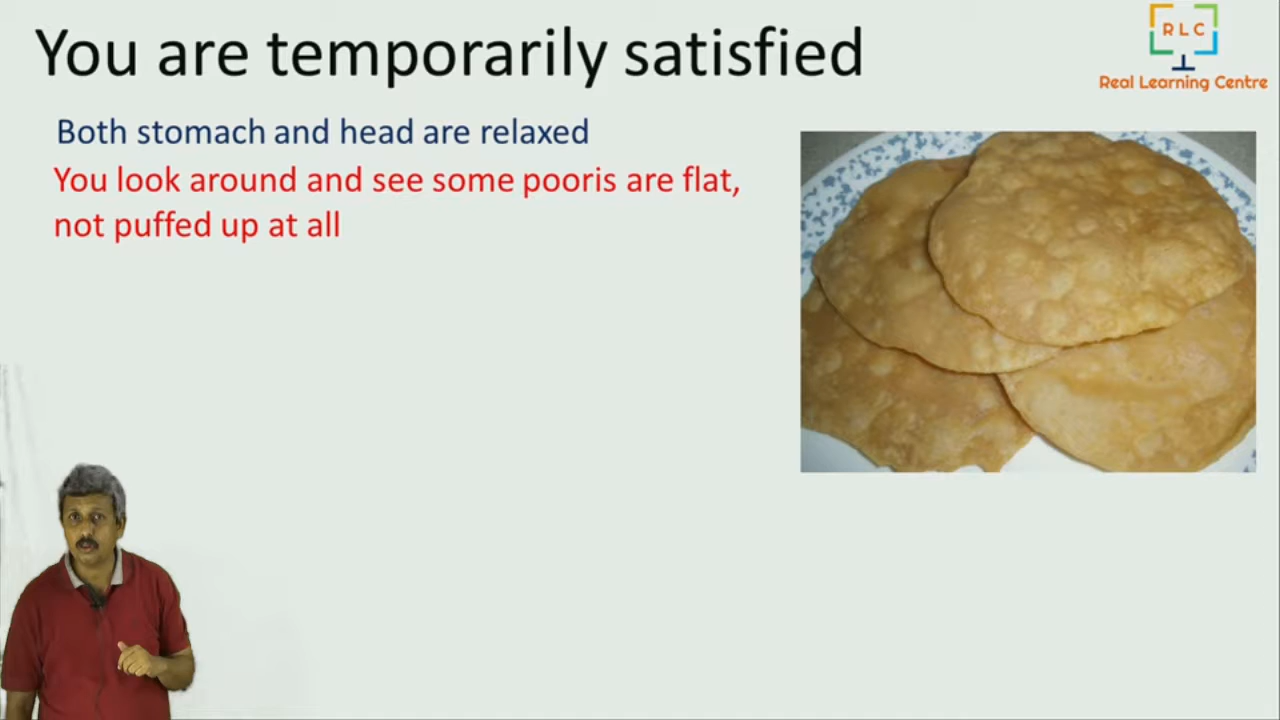 You are temporarily satisfied
RLC
Real Learning Centre
Both stomach and head are relaxed
You look around and see some pooris are flat,
not puffed up at all